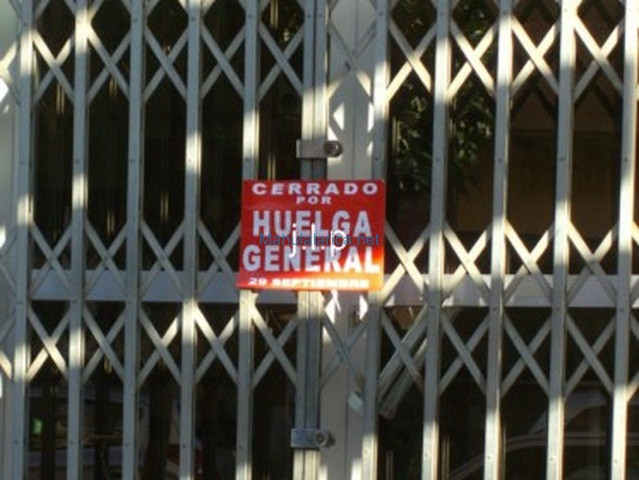 CERRADO
POR
HUELGA
GENERAL
29 SEPTIEMBRE
j.l.p